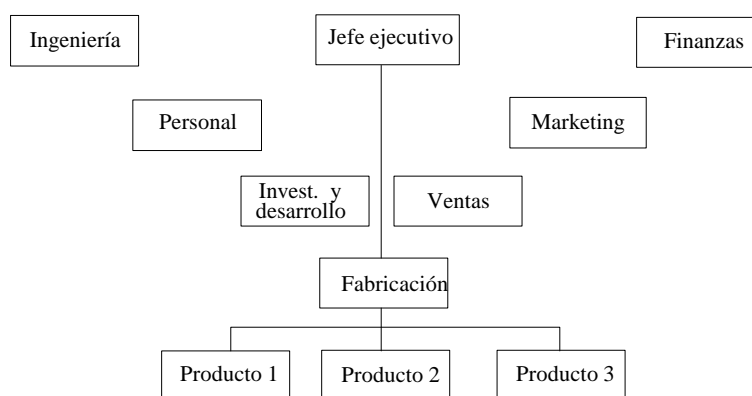 Ingeniería
Jefe ejecutivo
Finanzas
Personal
Marketing
Invest. y
desarrollo
Ventas
Fabricación
Producto 1
Producto 2
Producto 3